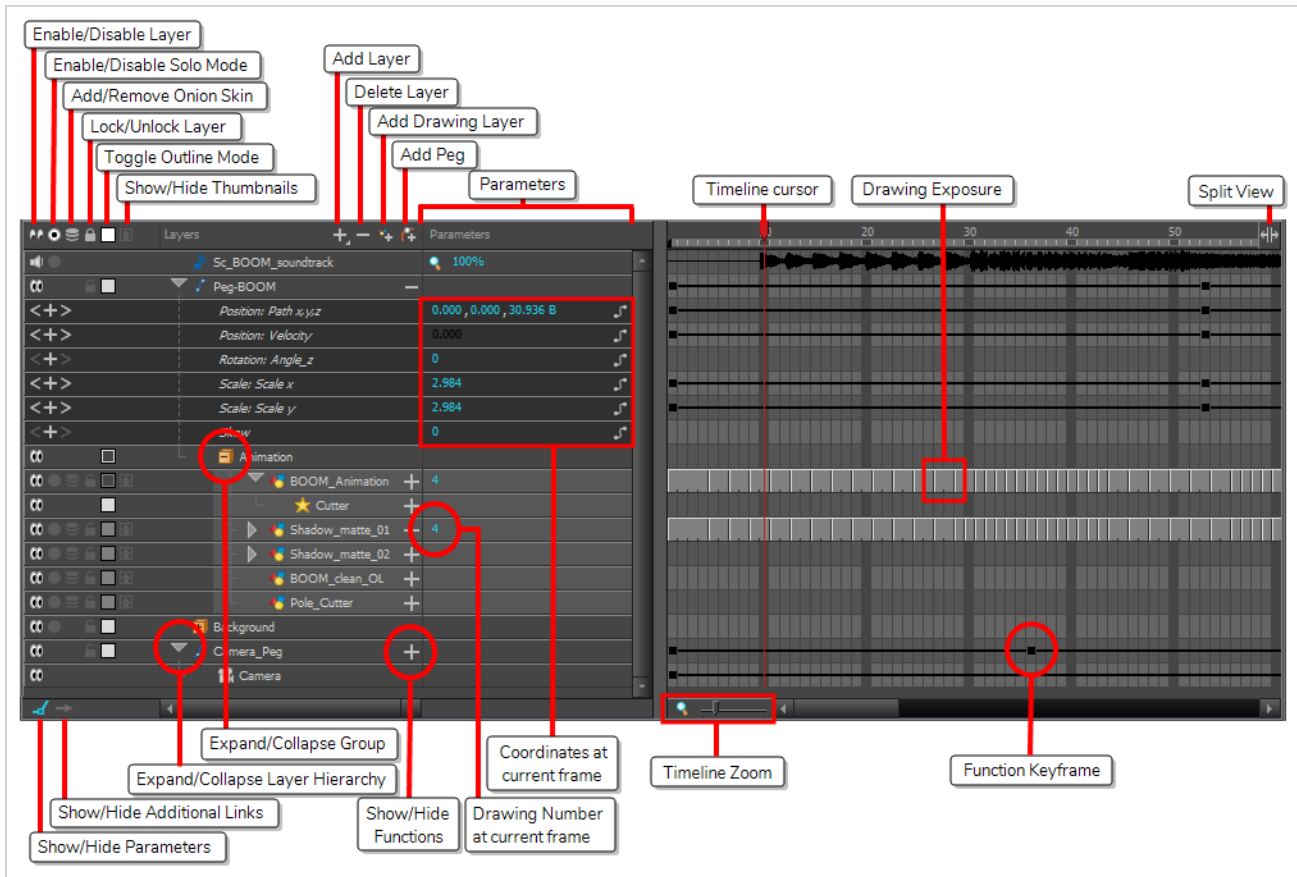 Enable/Disable Layer
Enable/Disable Solo Mode
Add/Remove Onion Skin
Lock/Unlock Layer
Toggle Outline Mode
Show/Hide Thumbnails
Add Layer
Delete Layer
Add Drawing Layer
Add Peg
Parameters
Timeline cursor
Drawing Exposure
Split View
Layers
Parameters
20
30
40
50
Sc_BOOM_soundtrack
100%
Peg-BOOM
Position: Path x,y,z
0.000 , 0.000 , 30.936 B
Position: Velocity
0.000
Rotation: Angle_z
0
Scale: Scale x
2.984
Scale: Scale y
2.984
Skew
0
Animation
BOOM_Animation
4
Cutter
Shadow_matte_01
4
Shadow_matte_02
BOOM_clean_OL
Pole_Cutter
Background
Camera_Peg
Camera
Expand/Collapse Group
Expand/Collapse Layer Hierarchy
Show/Hide Additional Links
Show/Hide Parameters
Show/Hide
Functions
Coordinates at
current frame
Drawing Number
at current frame
Timeline Zoom
Function Keyframe